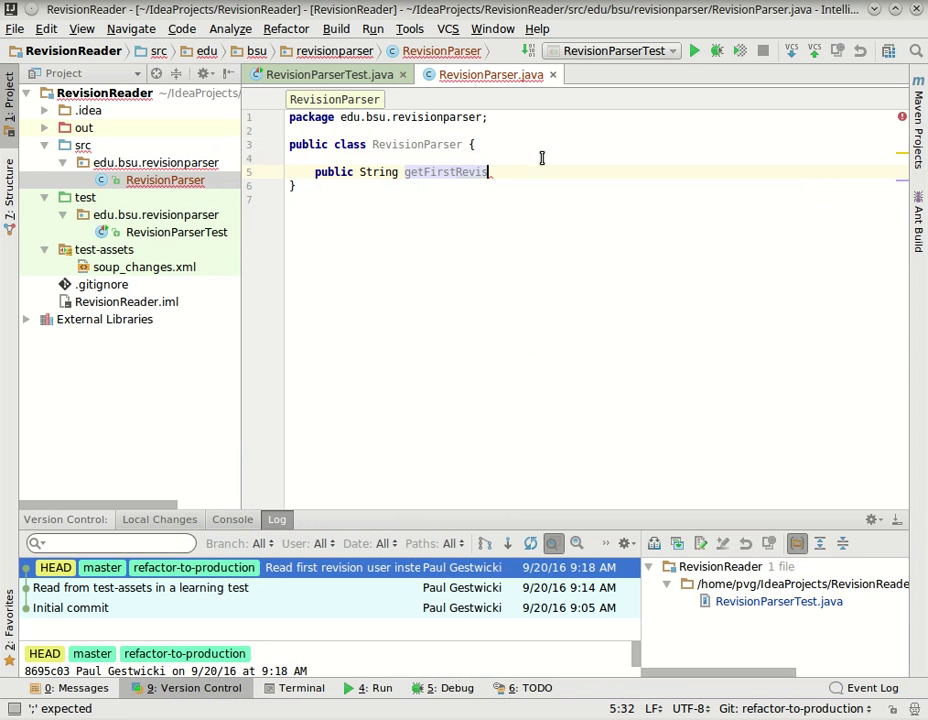 RevisionReader - [~/IdeaProjects/RevisionReader] - [RevisionReader] - ~/IdeaProjects/RevisionReader/src/edu/bsu/revisionparser/RevisionParser.java - Intelli...
File Edit View Navigate Code Analyze Refactor Build Run Tools VCS Window Help
RevisionReader src edu bsu revisionparser RevisionParser RevisionParserTest VCS VCS
Project RevisionParserTest.java RevisionParser.java
1: Project
7: Structure
2: Favorites
RevisionReader ~/IdeaProjects/
.idea
out
src
edu.bsu.revisionparser
RevisionParser
test
edu.bsu.revisionparser
RevisionParserTest
test-assets
soup_changes.xml
.gitignore
RevisionReader.iml
External Libraries
RevisionParser
1 package edu.bsu.revisionparser;
2
3 public class RevisionParser {
4
5 public String getFirstRevis
6 }
7
Maven Projects
Ant Build
Version Control: Local Changes Console Log
Branch: All User: All Date: All Paths: All
HEAD master refactor-to-production Read first revision user inste Paul Gestwicki 9/20/16 9:18 AM
Read from test-assets in a learning test Paul Gestwicki 9/20/16 9:14 AM
Initial commit Paul Gestwicki 9/20/16 9:05 AM
HEAD master refactor-to-production
8695c03 Paul Gestwicki on 9/20/16 at 9:18 AM
RevisionReader 1 file
/home/pvg/IdeaProjects/RevisionReade
RevisionParserTest.java
0: Messages 9: Version Control Terminal 4: Run 5: Debug 6: TODO Event Log
';' expected 5:32 LF UTF-8 Git: refactor-to-production